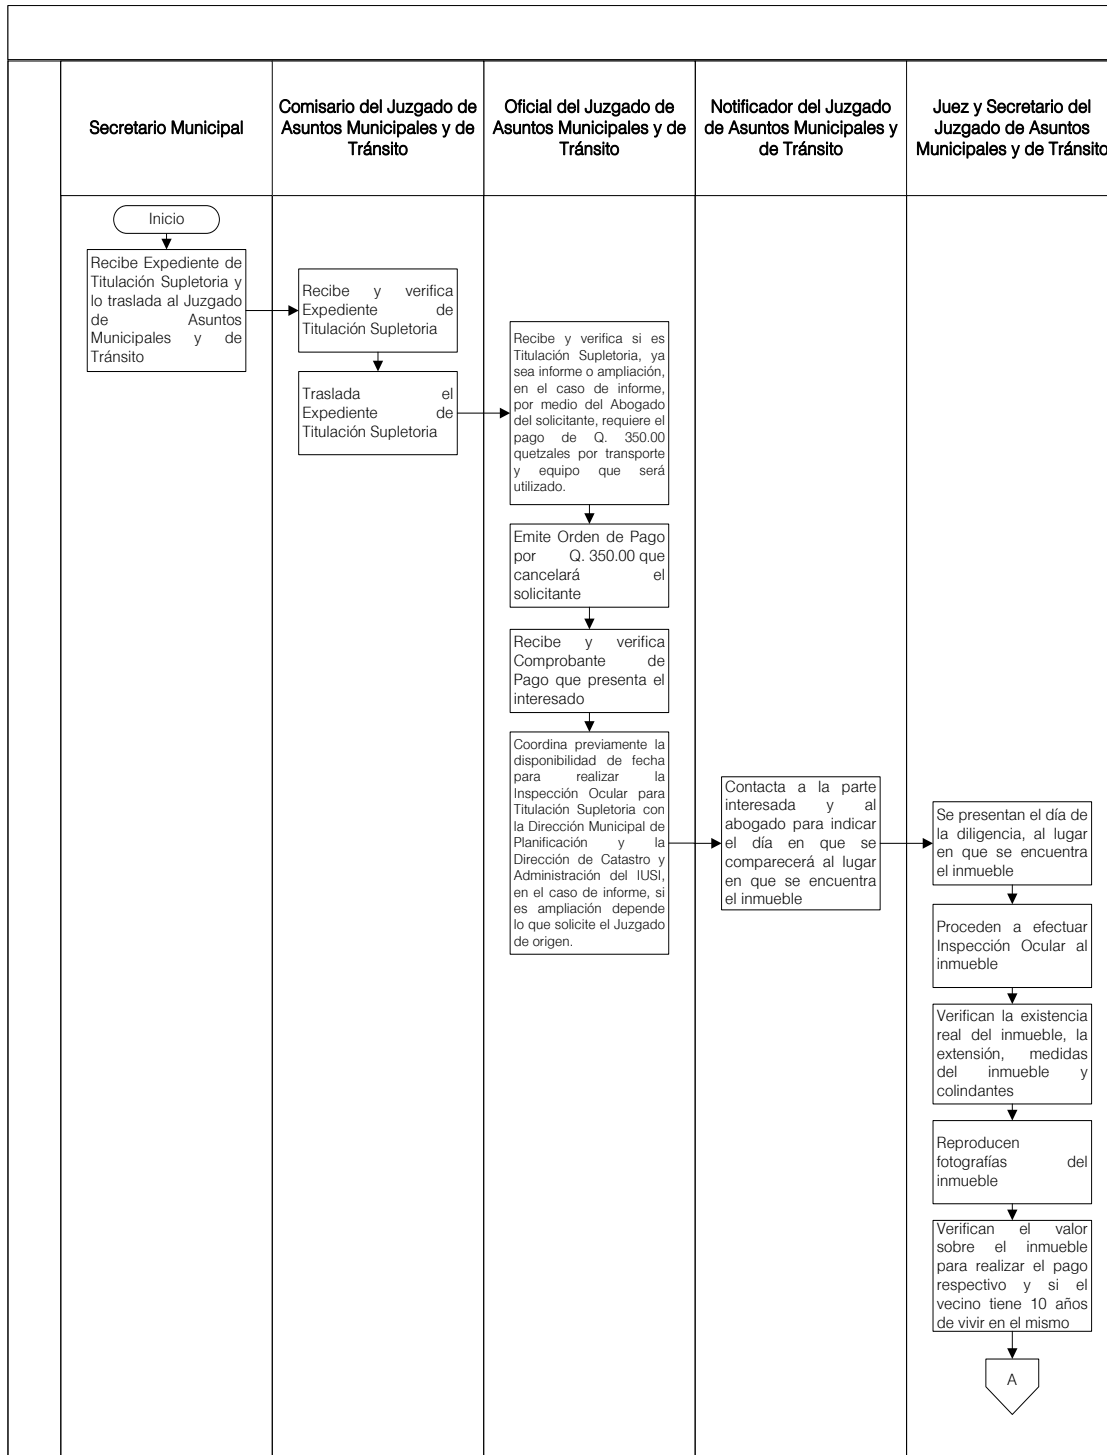 Secretario Municipal
Comisario del Juzgado de
Asuntos Municipales y de
Tránsito
Oficial del Juzgado de
Asuntos Municipales y de
Tránsito
Notificador del Juzgado
de Asuntos Municipales y
de Tránsito
Juez y Secretario del
Juzgado de Asuntos
Municipales y de Tránsito
Inicio
Recibe Expediente de
Titulación Supletoria y
lo traslada al Juzgado
de Asuntos
Municipales y de
Tránsito
Recibe y verifica
Expediente de
Titulación Supletoria
Traslada el
Expediente de
Titulación Supletoria
Recibe y verifica si es
Titulación Supletoria, ya
sea informe o ampliación,
en el caso de informe,
por medio del Abogado
del solicitante, requiere el
pago de Q. 350.00
quetzales por transporte
y equipo que será
utilizado.
Emite Orden de Pago
por Q. 350.00 que
cancelará el
solicitante
Recibe y verifica
Comprobante de
Pago que presenta el
interesado
Coordina previamente la
disponibilidad de fecha
para realizar la
Inspección Ocular para
Titulación Supletoria con
la Dirección Municipal de
Planificación y la
Dirección de Catastro y
Administración del IUSI,
en el caso de informe, si
es ampliación depende
lo que solicite el Juzgado
de origen.
Contacta a la parte
interesada y al
abogado para indicar
el día en que se
comparecerá al lugar
en que se encuentra
el inmueble
Se presentan el día de
la diligencia, al lugar
en que se encuentra
el inmueble
Proceden a efectuar
Inspección Ocular al
inmueble
Verifican la existencia
real del inmueble, la
extensión, medidas
del inmueble y
colindantes
Reproducen
fotografías del
inmueble
Verifican el valor
sobre el inmueble
para realizar el pago
respectivo y si el
vecino tiene 10 años
de vivir en el mismo
A